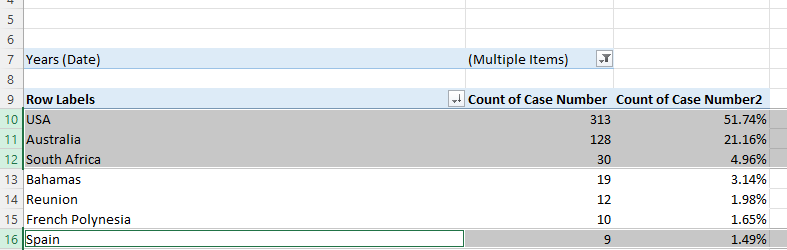 4
5
6
7 Years (Date) (Multiple Items)
8
9 Row Labels Count of Case Number Count of Case Number2
10 USA 313 51.74%
11 Australia 128 21.16%
12 South Africa 30 4.96%
13 Bahamas 19 3.14%
14 Reunion 12 1.98%
15 French Polynesia 10 1.65%
16 Spain 9 1.49%